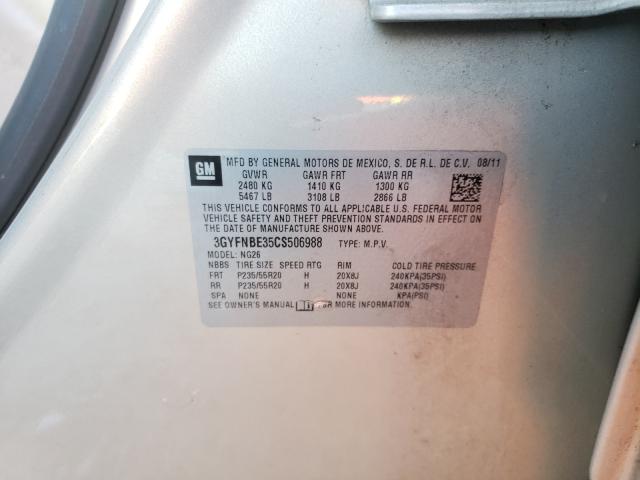 GM
MFD BY GENERAL MOTORS DE MEXICO, S. DE R.L. DE C.V. 08/11
GVWR GAWR FRT GAWR RR
2480 KG 1410 KG 1300 KG
5467 LB 3108 LB 2866 LB
THIS VEHICLE CONFORMS TO ALL APPLICABLE U.S. FEDERAL MOTOR
VEHICLE SAFETY AND THEFT PREVENTION STANDARDS IN EFFECT ON
THE DATE OF MANUFACTURE SHOWN ABOVE.
3GYFNBE35CS506988 TYPE: M.P.V.
MODEL: NG26
NBBS TIRE SIZE SPEED RTG RIM COLD TIRE PRESSURE
FRT P235/55R20 H 20X8J 240KPA(35PSI)
RR P235/55R20 H 20X8J 240KPA(35PSI)
SPA NONE NONE KPA(PSI)
SEE OWNER'S MANUAL FOR MORE INFORMATION.